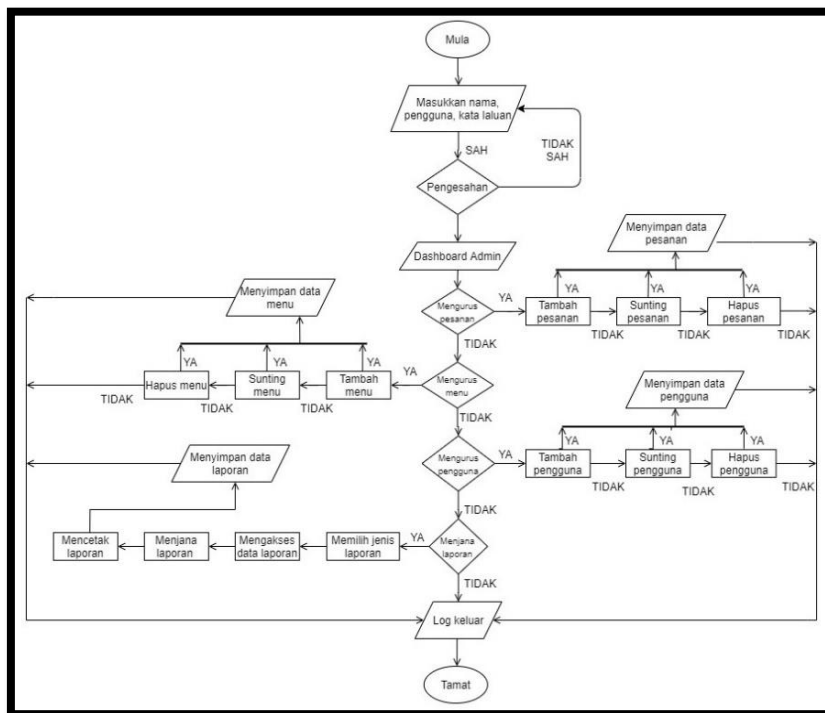 Mula
Masukkan nama,
pengguna, kata laluan
SAH
TIDAK
SAH
Pengesahan
Menyimpan data
pesanan
Dashboard Admin
Menyimpan data
menu
Mengurus
pesanan
YA
YA
YA
YA
Tambah
pesanan
Sunting
pesanan
Hapus
pesanan
TIDAK
TIDAK
TIDAK
TIDAK
YA
YA
YA
YA
Hapus menu
Sunting
menu
Tambah
menu
Mengurus
menu
TIDAK
TIDAK
TIDAK
TIDAK
Menyimpan data
pengguna
Menyimpan data
laporan
Mengurus
pengguna
YA
YA
YA
YA
Tambah
pengguna
Sunting
pengguna
Hapus
pengguna
TIDAK
TIDAK
TIDAK
TIDAK
Mencetak
laporan
Menjana
laporan
Mengakses
data laporan
Memilih jenis
laporan
YA
Menjana
laporan
TIDAK
Log keluar
Tamat